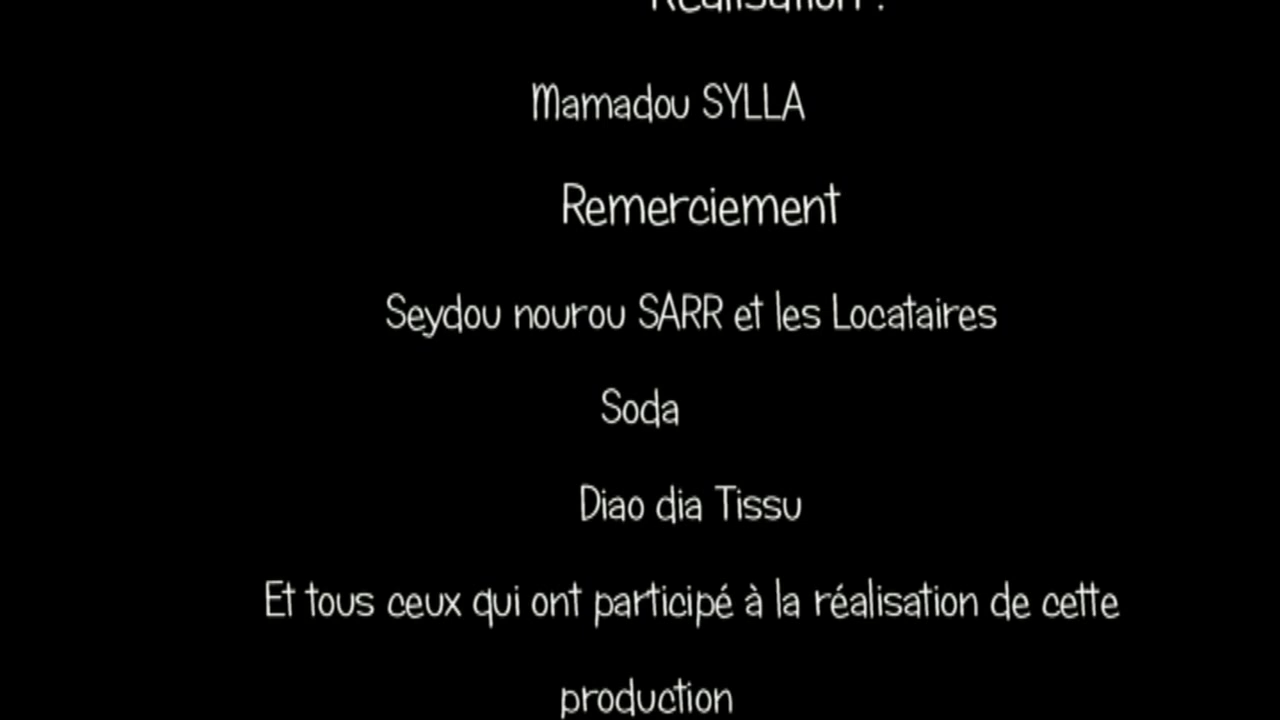 Réalisation :
Mamadou SYLLA
Remerciement
Seydou nourou SARR et les Locataires
Soda
Diao dia Tissu
Et tous ceux qui ont participé à la réalisation de cette
production